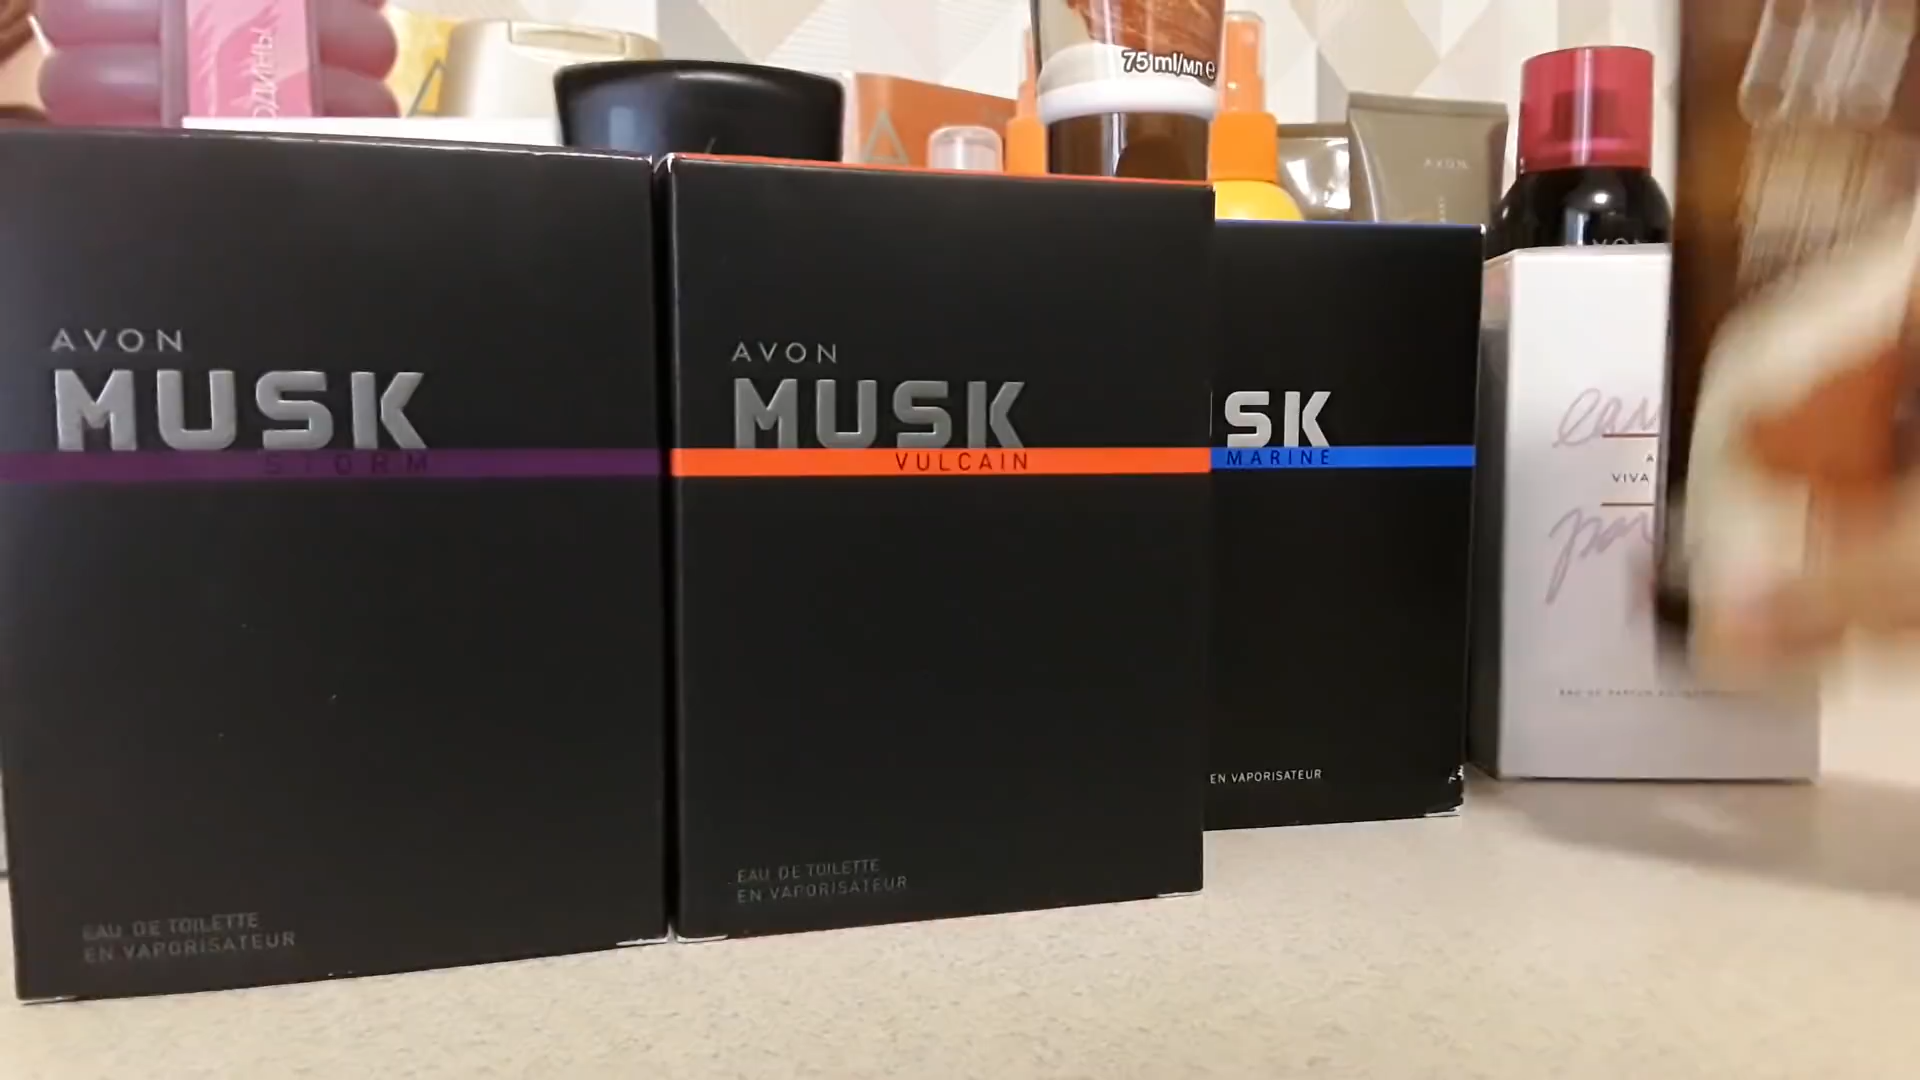 75 ml/мл e
AVON
AVON
MUSK
STORM
EAU DE TOILETTE
EN VAPORISATEUR
AVON
MUSK
VULCAIN
EAU DE TOILETTE
EN VAPORISATEUR
SK
MARINE
EN VAPORISATEUR
eau
VIVA